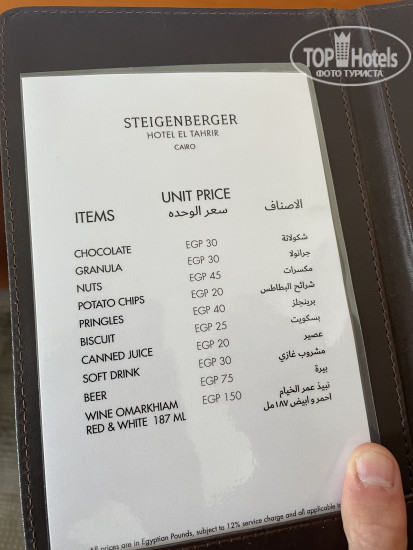 TOPHotels
ФОТО ТУРИСТА
STEIGENBERGER
HOTEL EL TAHRIR
CAIRO
ITEMS UNIT PRICE الاصناف
سعر الوحده
CHOCOLATE EGP 30 شكولاتة
GRANULA EGP 30 جرانولا
NUTS EGP 45 مكسرات
POTATO CHIPS EGP 20 شرائح البطاطس
PRINGLES EGP 40 برينجلز
BISCUIT EGP 25 بسكويت
CANNED JUICE EGP 20 عصير
SOFT DRINK EGP 30 مشروب غازي
BEER EGP 75 بيرة
WINE OMARKHIAM EGP 150 نبيذ عمر الخيام
RED & WHITE 187 ML احمر و ابيض ١٨٧ مل
All prices are in Egyptian Pounds, subject to 12% service charge and all applicable